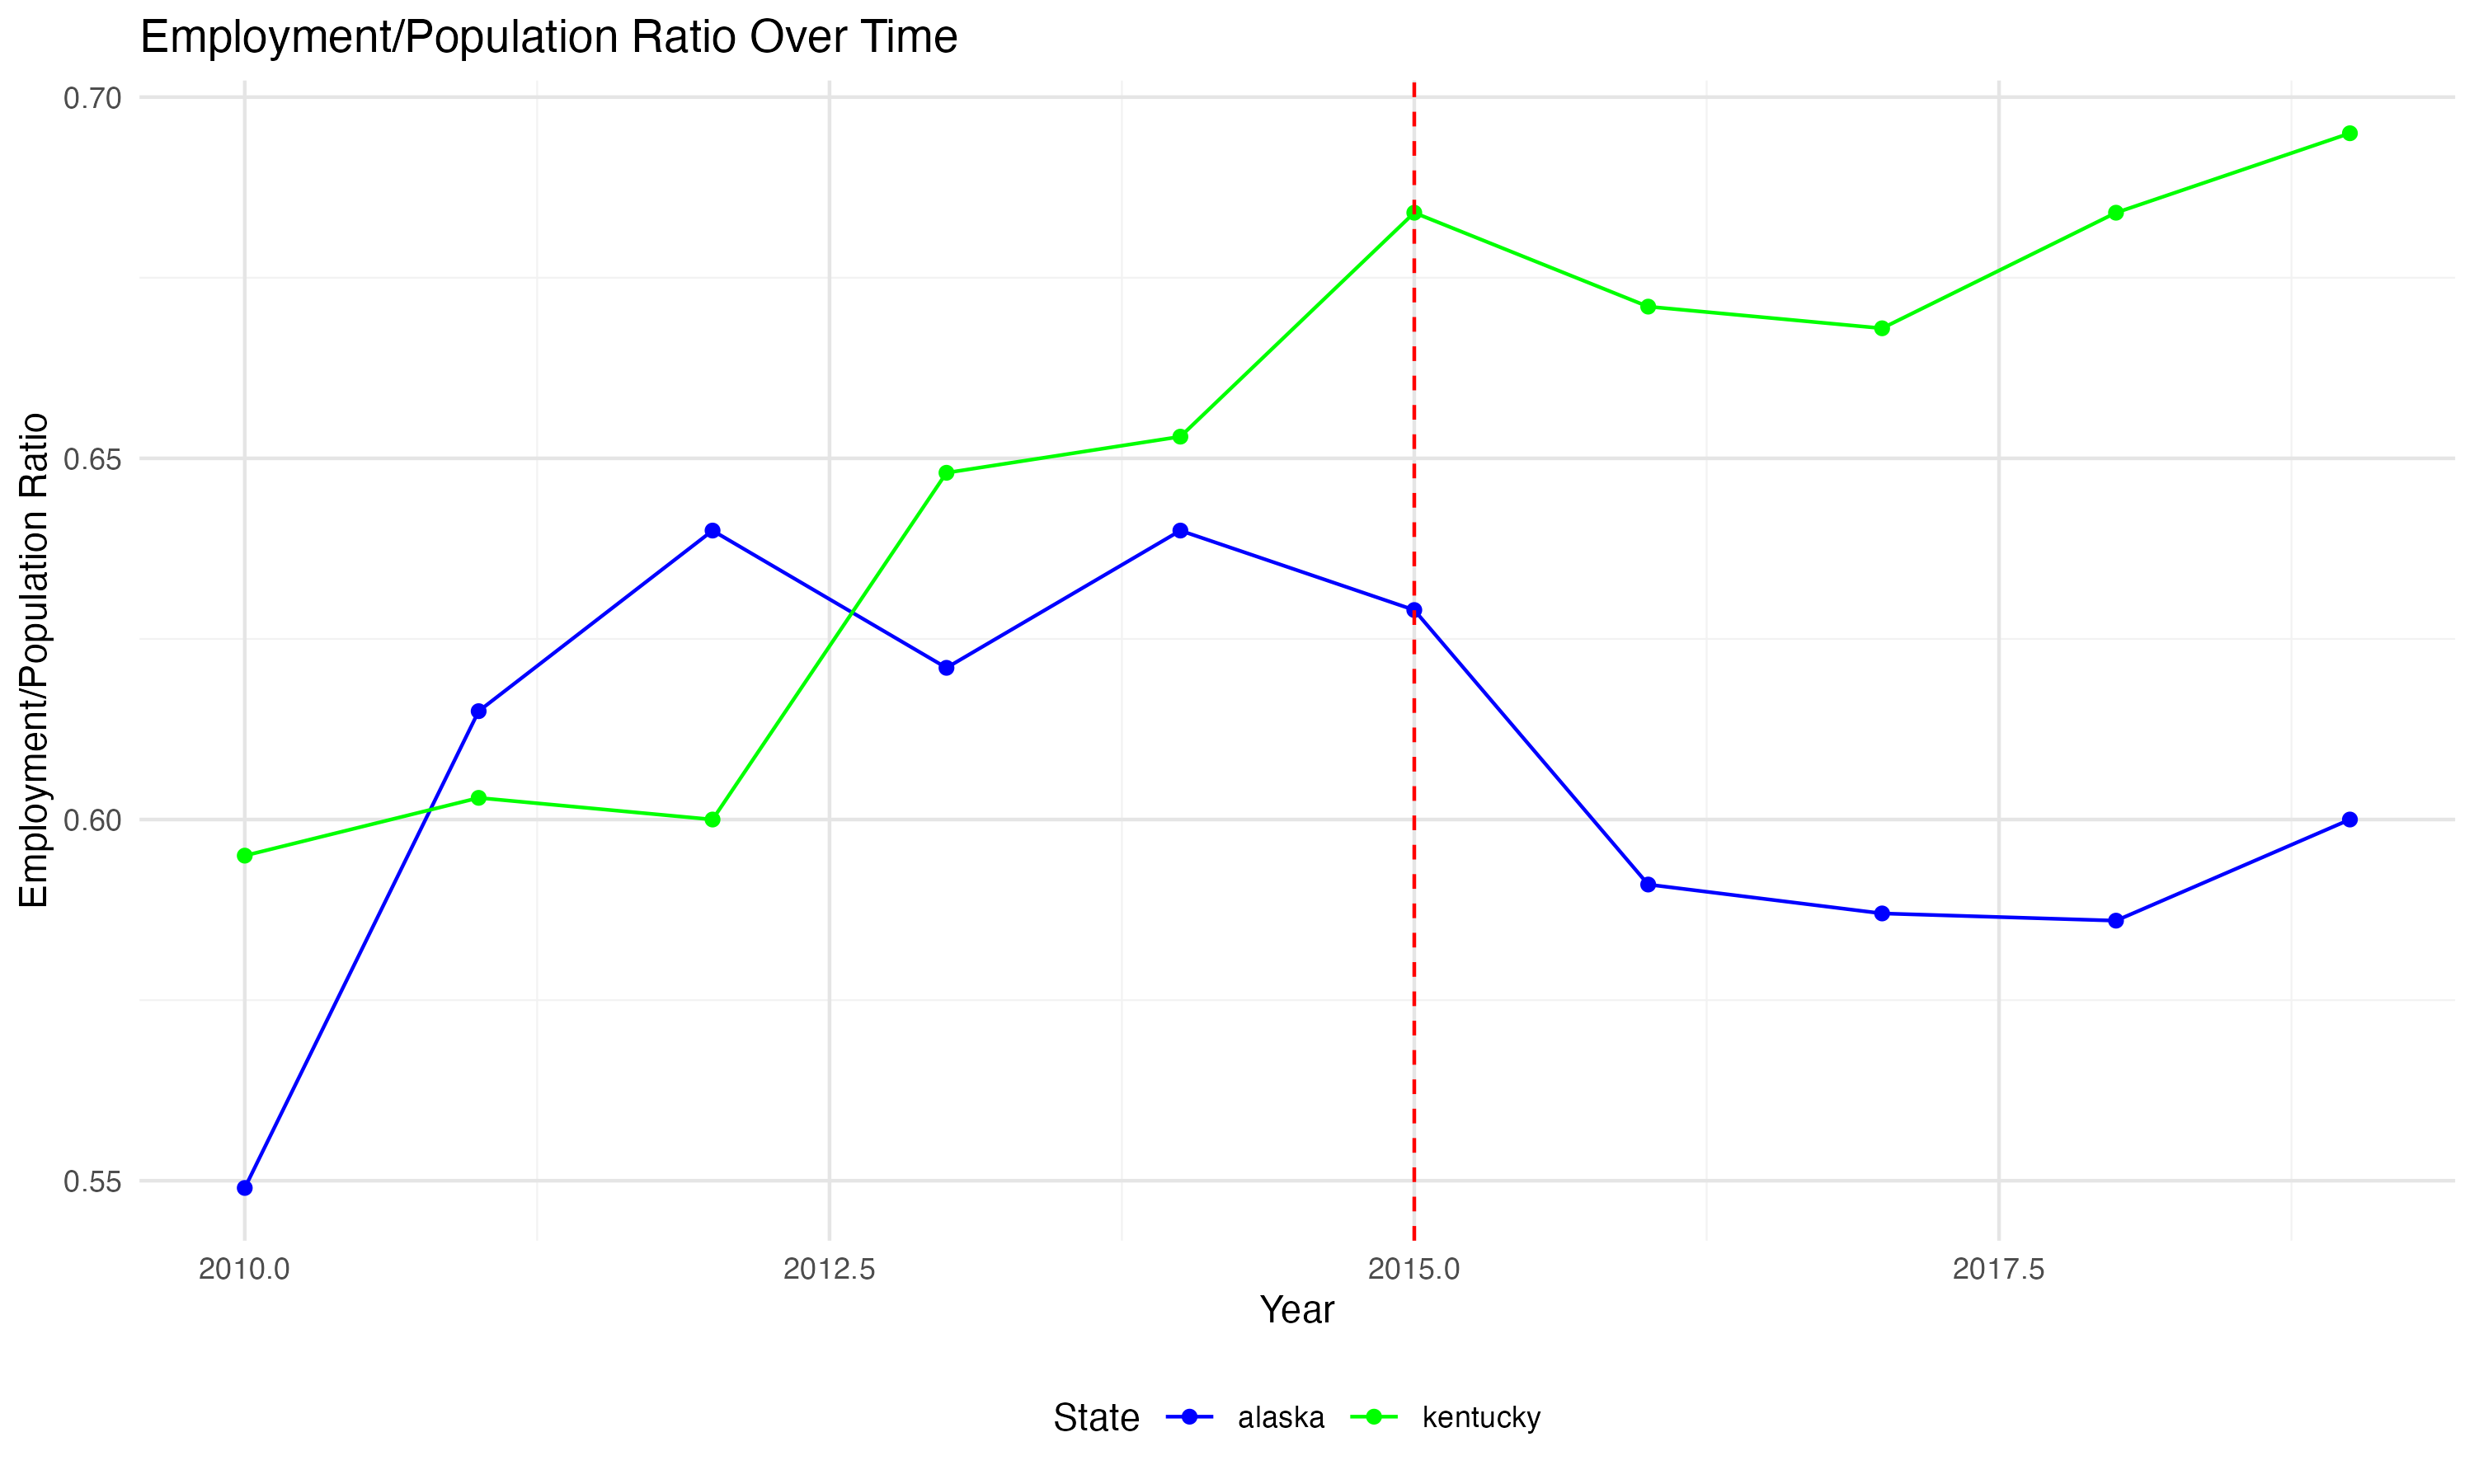 Employment/Population Ratio Over Time
Employment/Population Ratio
0.70
0.65
0.60
0.55
2010.0 2012.5 2015.0 2017.5
Year
State alaska kentucky